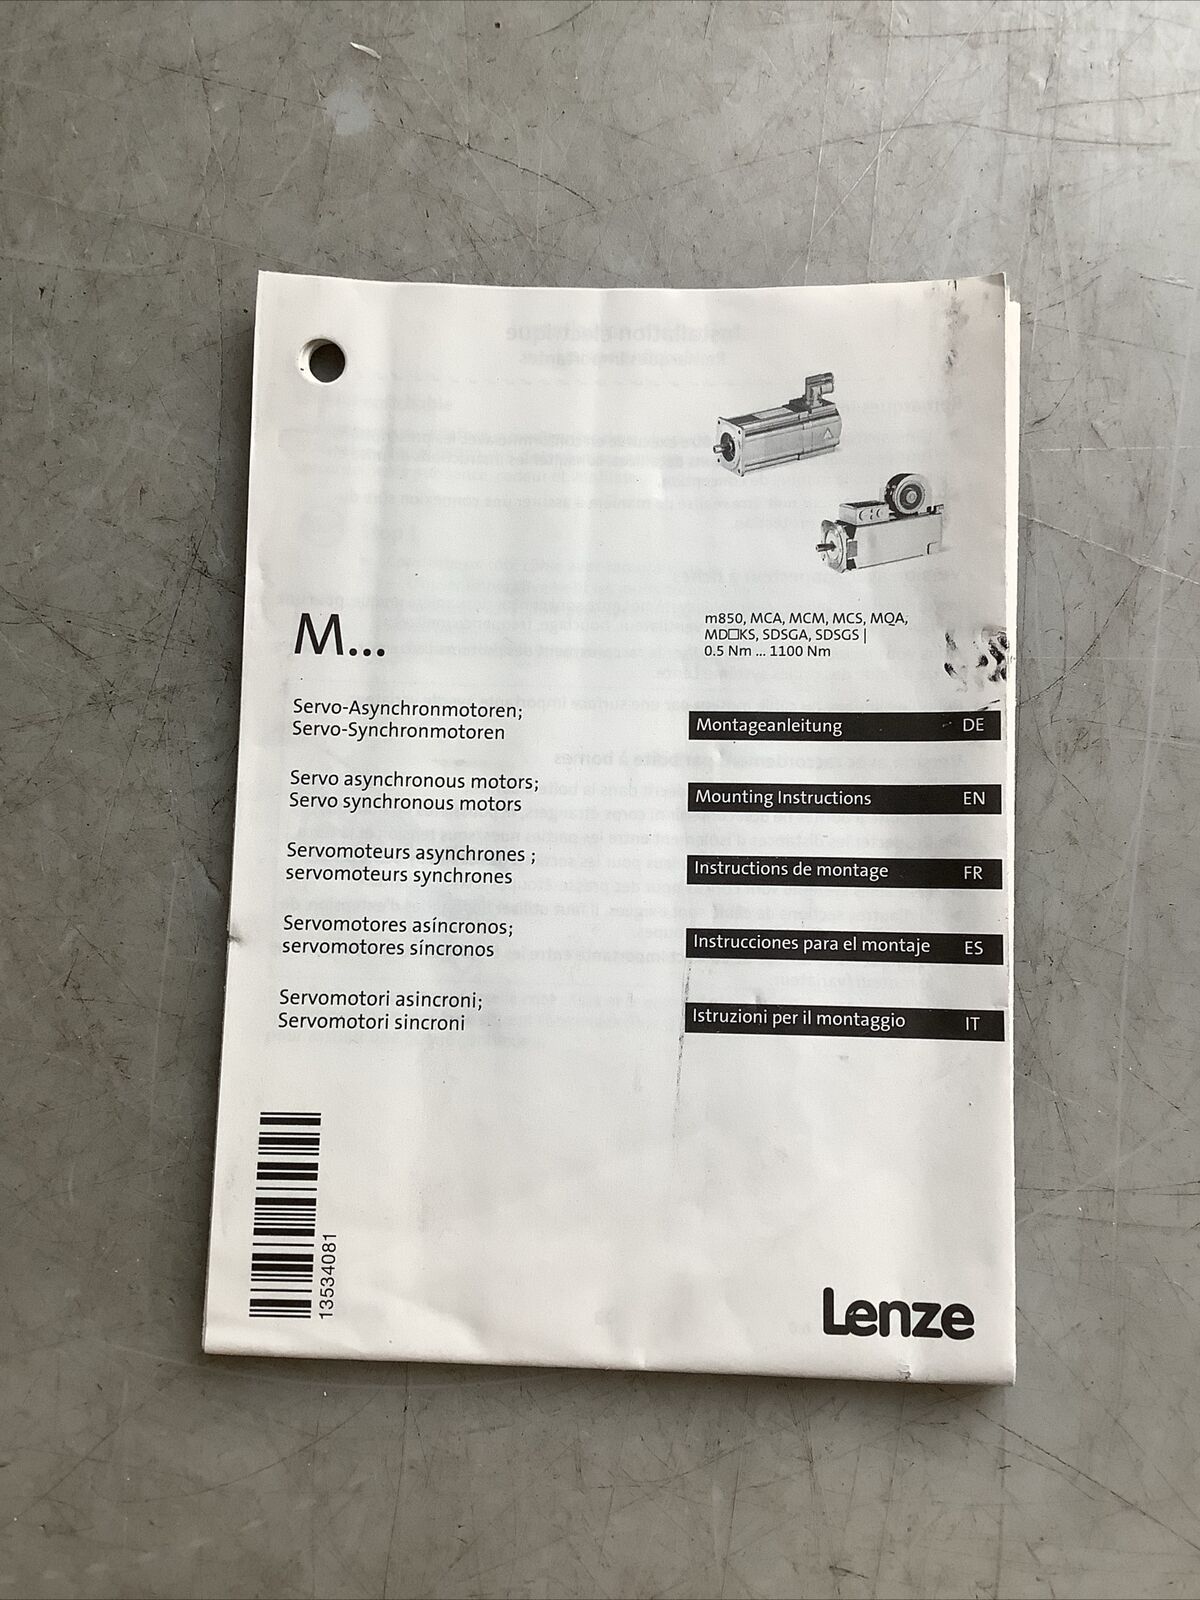 M...
m850, MCA, MCM, MCS, MQA,
MD□KS, SDSGA, SDSGS |
0.5 Nm ... 1100 Nm
Servo-Asynchronmotoren;
Servo-Synchronmotoren
Montageanleitung DE
Servo asynchronous motors;
Servo synchronous motors
Mounting Instructions EN
Servomoteurs asynchrones ;
servomoteurs synchrones
Instructions de montage FR
Servomotores asíncronos;
servomotores síncronos
Instrucciones para el montaje ES
Servomotori asincroni;
Servomotori sincroni
Istruzioni per il montaggio IT
13534081
Lenze